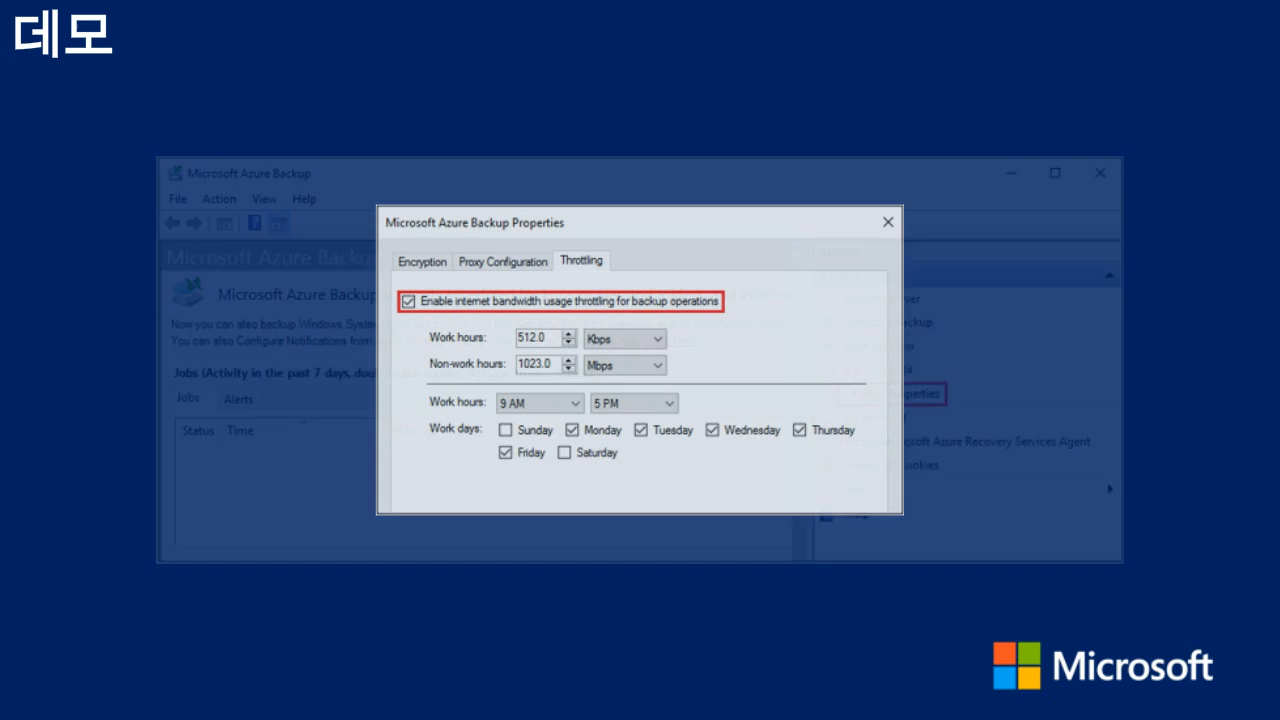 데모
Microsoft Azure Backup
File Action View Help
Microsoft Azure Backup
Microsoft Azure Backup
Now you can also backup Windows System
You can also Configure Notifications from
Jobs (Activity in the past 7 days,
Jobs Alerts
Status Time
Microsoft Azure Backup Properties
Encryption Proxy Configuration Throttling
Enable internet bandwidth usage throttling for backup operations
Work hours: 512.0 Kbps
Non-work hours: 1023.0 Mbps
Work hours: 9 AM 5 PM
Work days: Sunday Monday Tuesday Wednesday Thursday
Friday Saturday
Properties
Microsoft Azure Recovery Services Agent
Microsoft